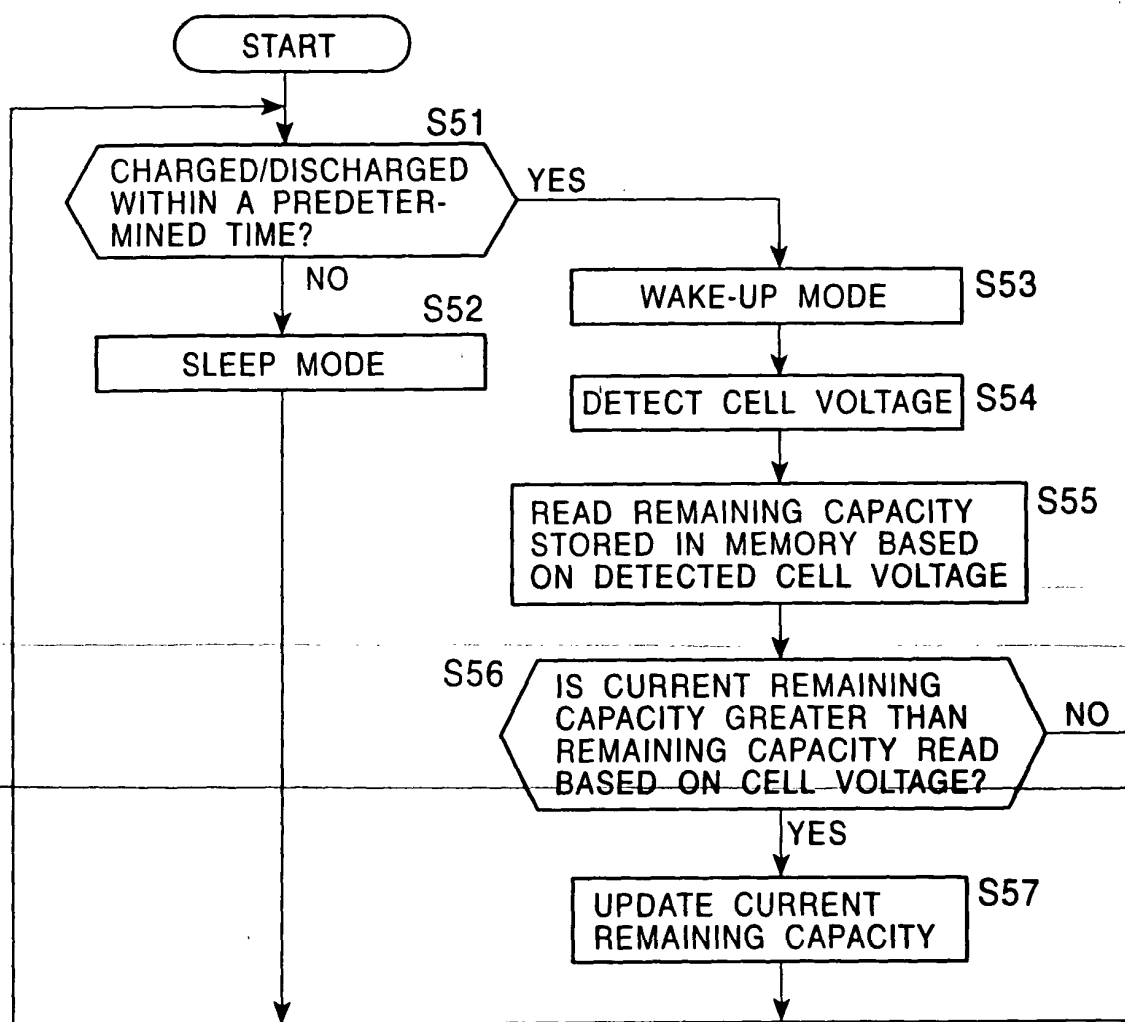 START
S51
CHARGED/DISCHARGED
WITHIN A PREDETER-
MINED TIME?
YES
NO
S52
SLEEP MODE
WAKE-UP MODE
S53
DETECT CELL VOLTAGE
S54
READ REMAINING CAPACITY
STORED IN MEMORY BASED
ON DETECTED CELL VOLTAGE
S55
S56
IS CURRENT REMAINING
CAPACITY GREATER THAN
REMAINING CAPACITY READ
BASED ON CELL VOLTAGE?
NO
YES
UPDATE CURRENT
REMAINING CAPACITY
S57